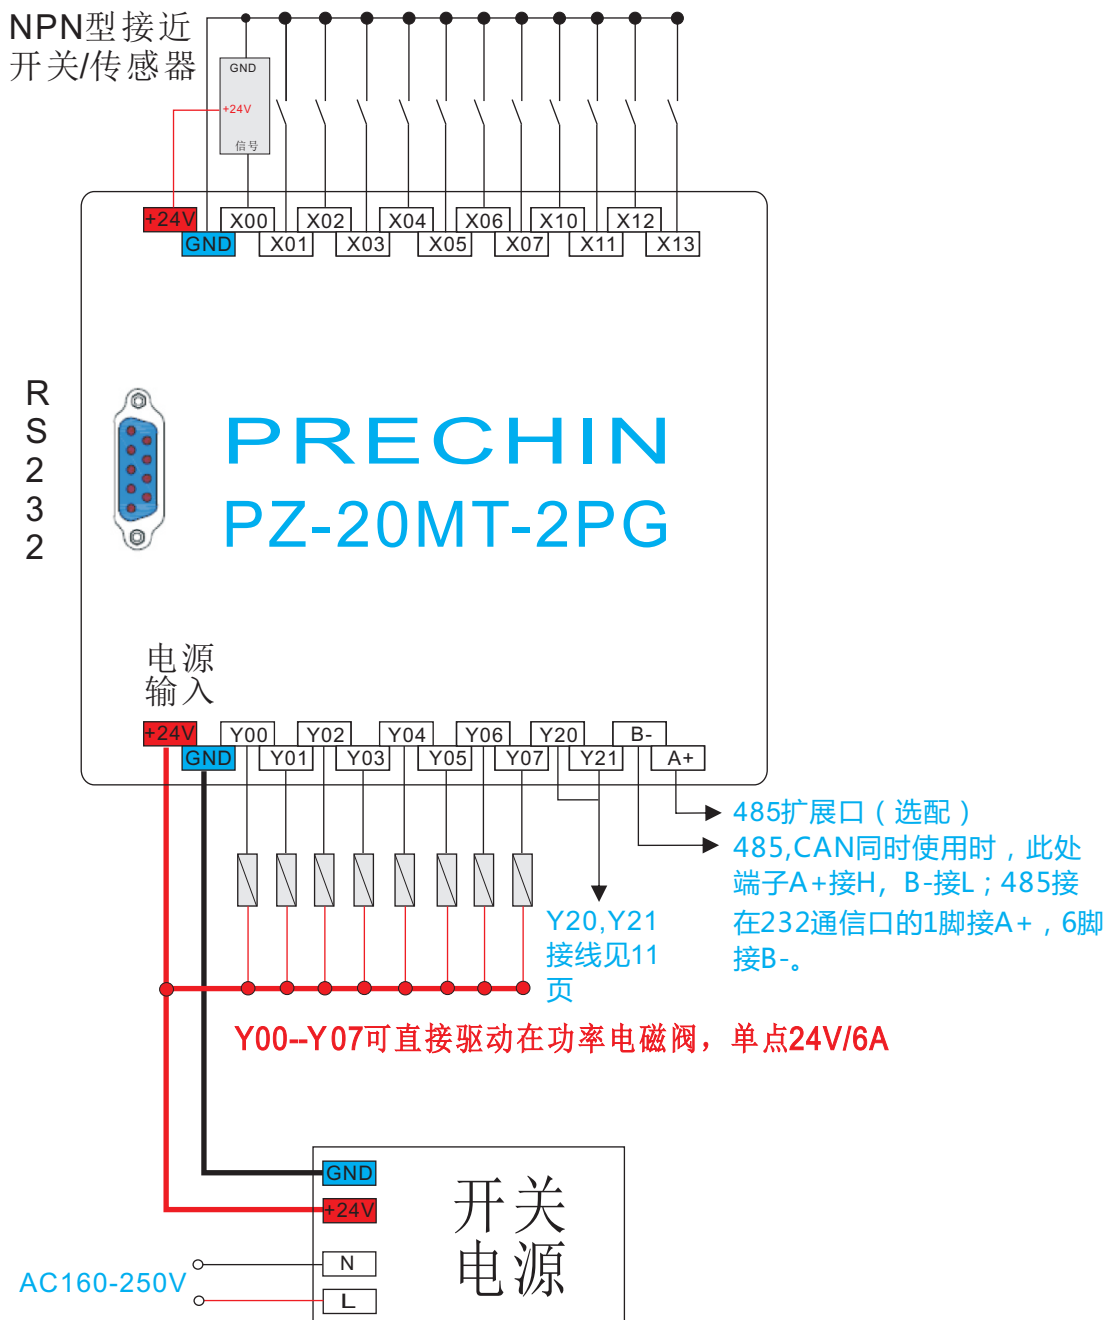 NPN型接近
开关/传感器
GND
+24V
信号
+24V X00 X02 X04 X06 X10 X12
GND X01 X03 X05 X07 X11 X13
R
S
2
3
2
PRECHIN
PZ-20MT-2PG
电源
输入
+24V Y00 Y02 Y04 Y06 Y20 B-
GND Y01 Y03 Y05 Y07 Y21 A+
485扩展口（选配）
485,CAN同时使用时，此处
端子A+接H，B-接L；485接
在232通信口的1脚接A+，6脚
接B-。
Y20,Y21
接线见11
页
Y00--Y07可直接驱动在功率电磁阀，单点24V/6A
GND
+24V
开关
电源
N
L
AC160-250V